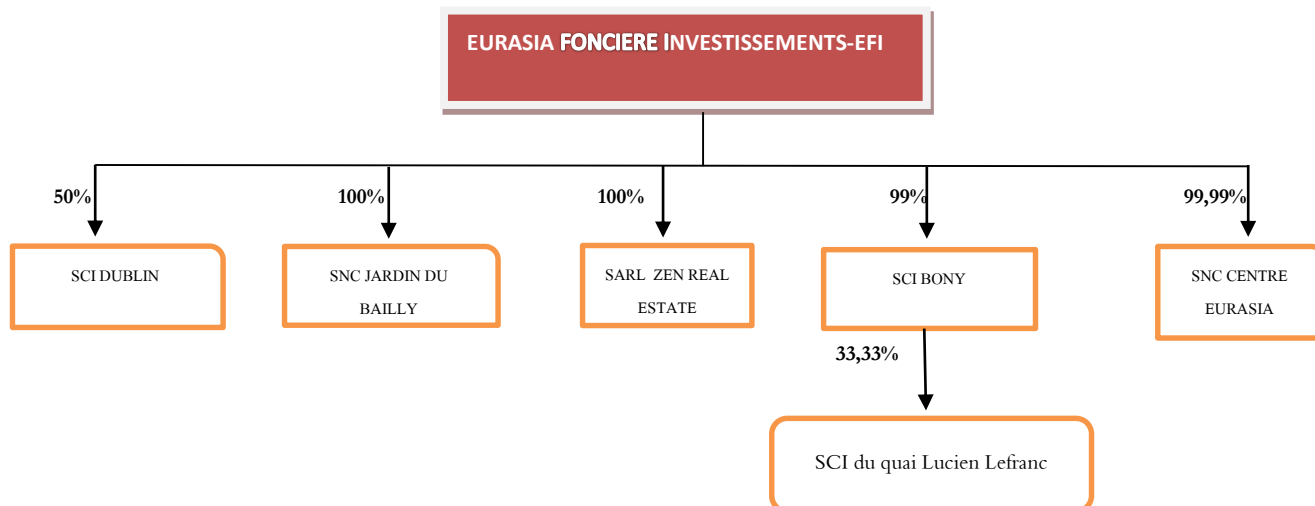 EURASIA FONCIERE INVESTISSEMENTS-EFI
50%
100%
100%
99%
99,99%
SCI DUBLIN
SNC JARDIN DU
BAILLY
SARL ZEN REAL
ESTATE
SCI BONY
SNC CENTRE
EURASIA
33,33%
SCI du quai Lucien Lefranc